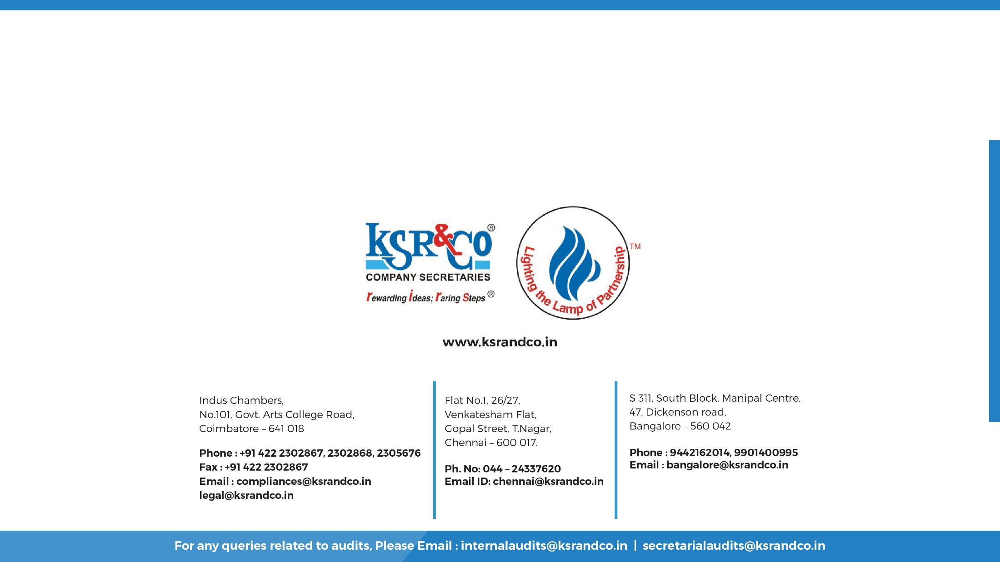 KSR&Co®
COMPANY SECRETARIES
rewarding ideas; raring Steps ®
Lighting the Lamp of Partnership
TM
www.ksrandco.in
Indus Chambers,
No.101, Govt. Arts College Road,
Coimbatore – 641 018
Phone : +91 422 2302867, 2302868, 2305676
Fax : +91 422 2302867
Email : compliances@ksrandco.in
legal@ksrandco.in
Flat No.1, 26/27,
Venkatesham Flat,
Gopal Street, T.Nagar,
Chennai – 600 017.
Ph. No: 044 – 24337620
Email ID: chennai@ksrandco.in
S 311, South Block, Manipal Centre,
47, Dickenson road,
Bangalore – 560 042
Phone : 9442162014, 9901400995
Email : bangalore@ksrandco.in
For any queries related to audits, Please Email : internalaudits@ksrandco.in | secretarialaudits@ksrandco.in